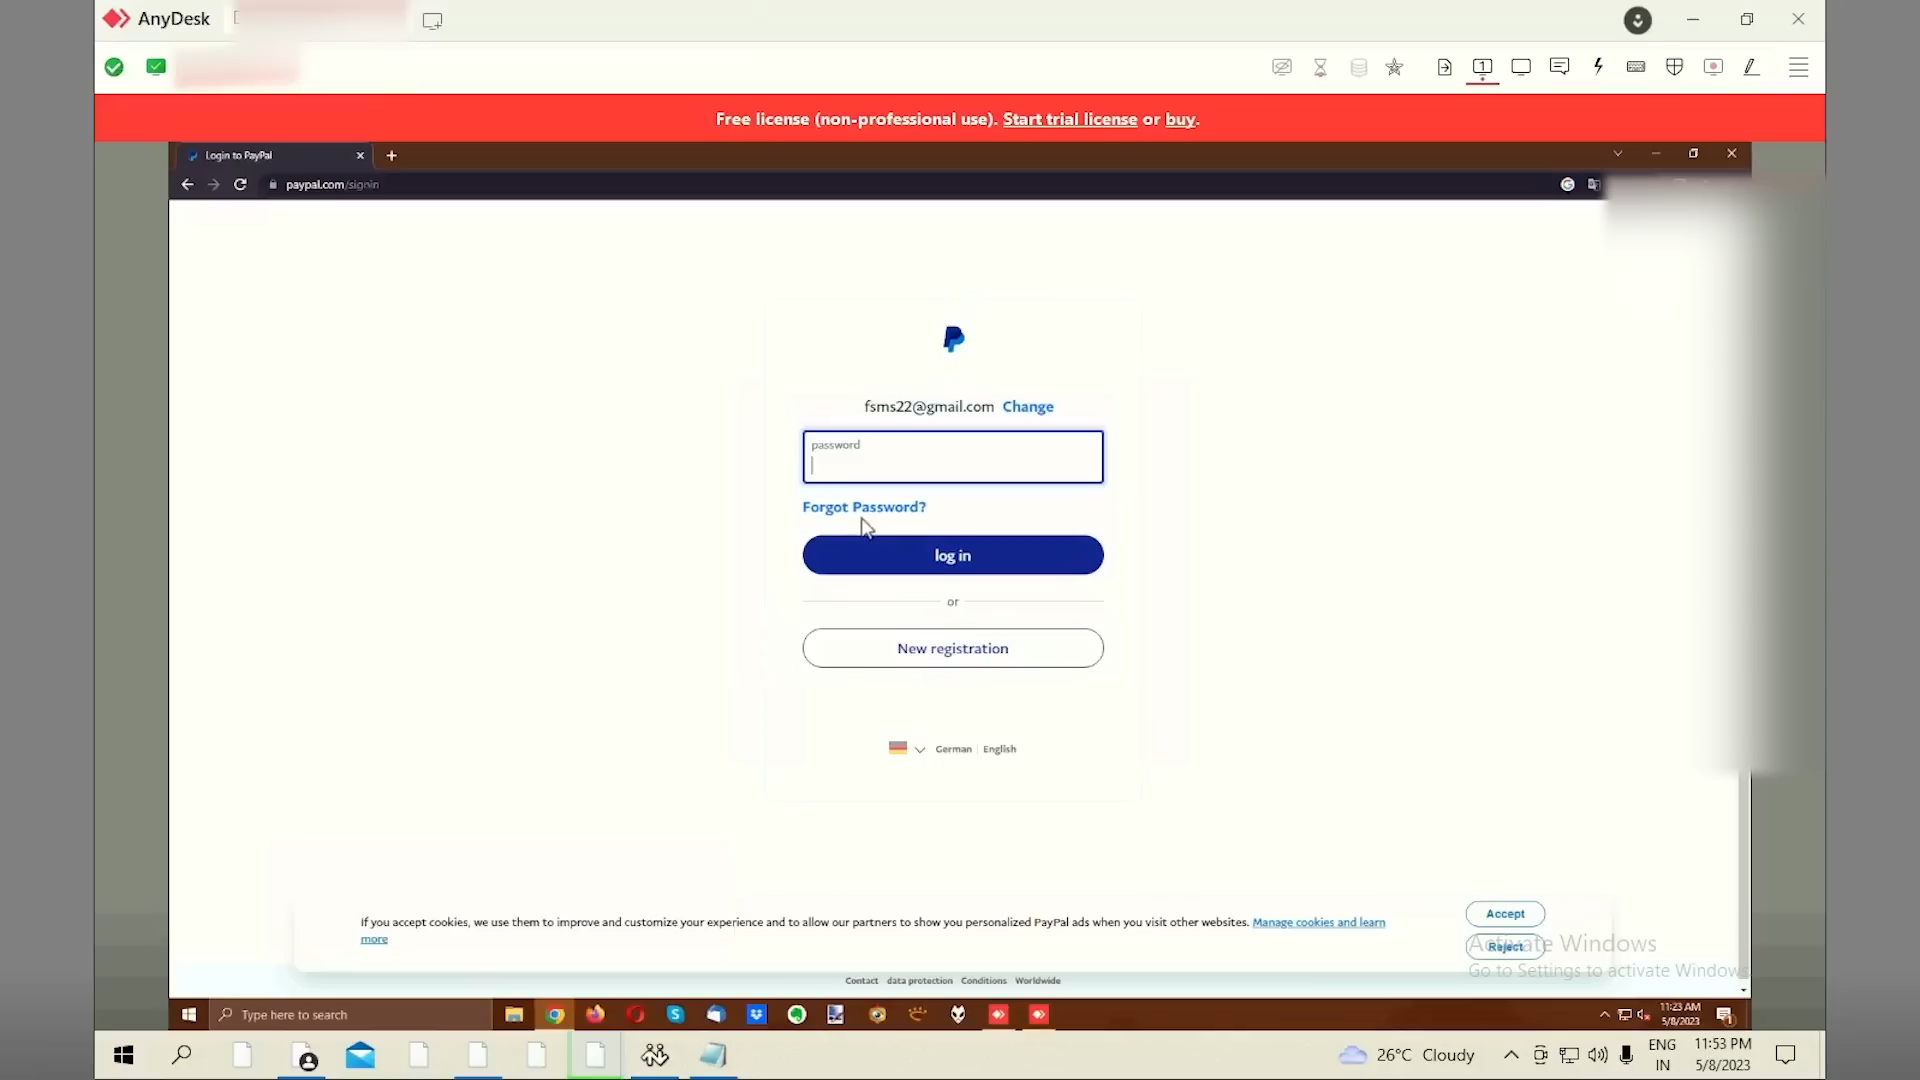 AnyDesk
1
Free license (non-professional use). Start trial license or buy.
Login to PayPal
paypal.com/signin
fsms22@gmail.com Change
password
Forgot Password?
log in
or
New registration
German English
If you accept cookies, we use them to improve and customize your experience and to allow our partners to show you personalized PayPal ads when you visit other websites. Manage cookies and learn
more
Accept
Reject
Activate Windows
Go to Settings to activate Windows
Contact data protection Conditions Worldwide
Type here to search
11:23 AM
5/8/2023
26°C Cloudy
ENG
IN
11:53 PM
5/8/2023